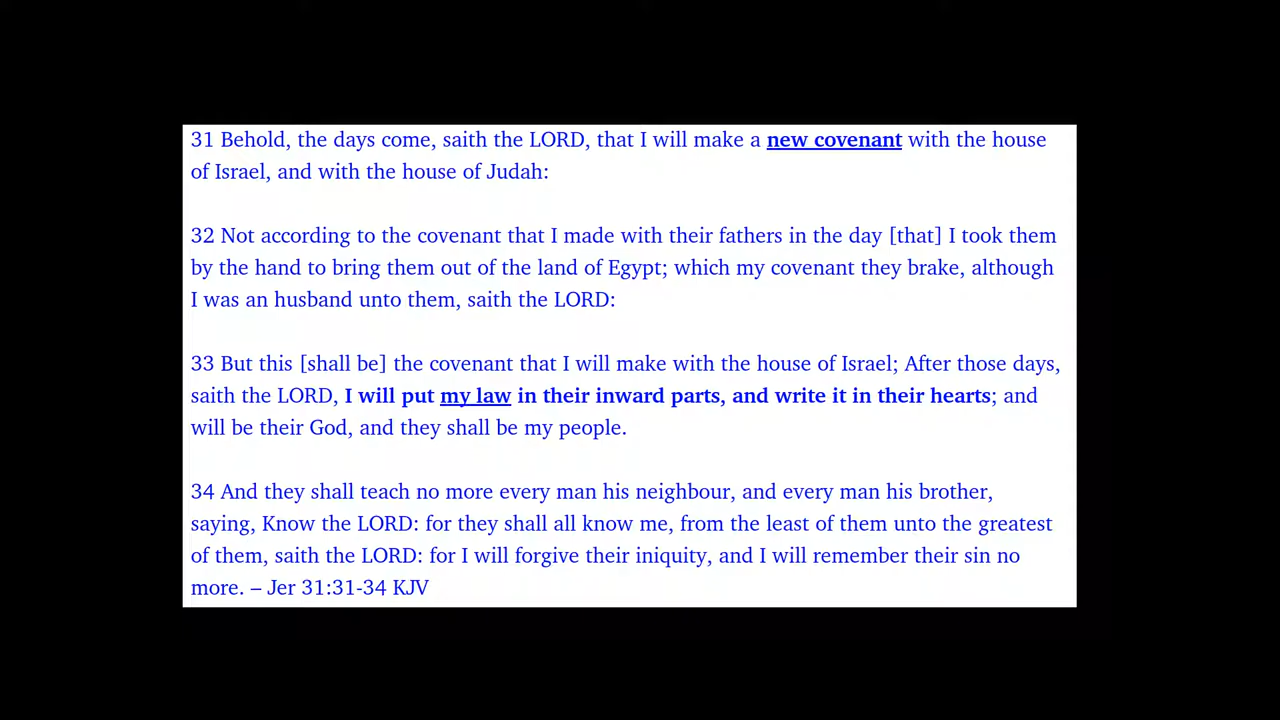 31 Behold, the days come, saith the LORD, that I will make a new covenant with the house
of Israel, and with the house of Judah:
32 Not according to the covenant that I made with their fathers in the day [that] I took them
by the hand to bring them out of the land of Egypt; which my covenant they brake, although
I was an husband unto them, saith the LORD:
33 But this [shall be] the covenant that I will make with the house of Israel; After those days,
saith the LORD, I will put my law in their inward parts, and write it in their hearts; and
will be their God, and they shall be my people.
34 And they shall teach no more every man his neighbour, and every man his brother,
saying, Know the LORD: for they shall all know me, from the least of them unto the greatest
of them, saith the LORD: for I will forgive their iniquity, and I will remember their sin no
more. – Jer 31:31-34 KJV